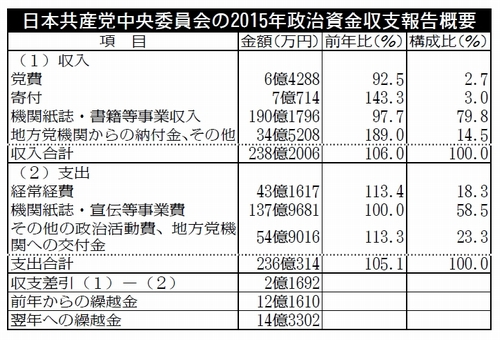 日本共産党中央委員会の2015年政治資金収支報告概要
項　目 金額(万円) 前年比(%) 構成比(%)
(1)収入
党費 6億4288 92.5 2.7
寄付 7億714 143.3 3.0
機関紙誌・書籍等事業収入 190億1796 97.7 79.8
地方党機関からの納付金、その他 34億5208 189.0 14.5
収入合計 238億2006 106.0 100.0
(2)支出
経常経費 43億1617 113.4 18.3
機関紙誌・宣伝等事業費 137億9681 100.0 58.5
その他の政治活動費、地方党機
関への交付金 54億9016 113.3 23.3
支出合計 236億314 105.1 100.0
収支差引(1)−(2) 2億1692
前年からの繰越金 12億1610
翌年への繰越金 14億3302